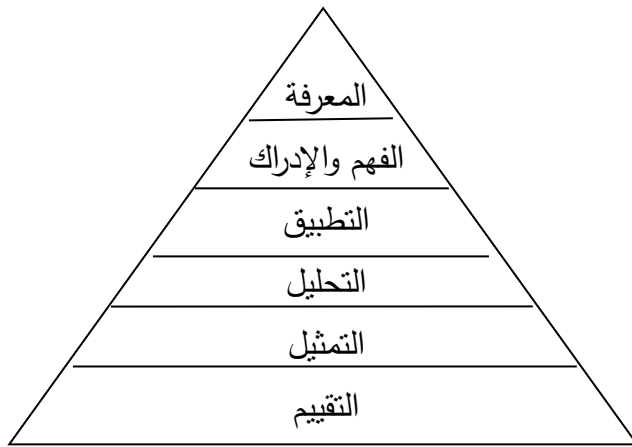 المعرفة
الفهم والإدراك
التطبيق
التحليل
التمثيل
التقييم